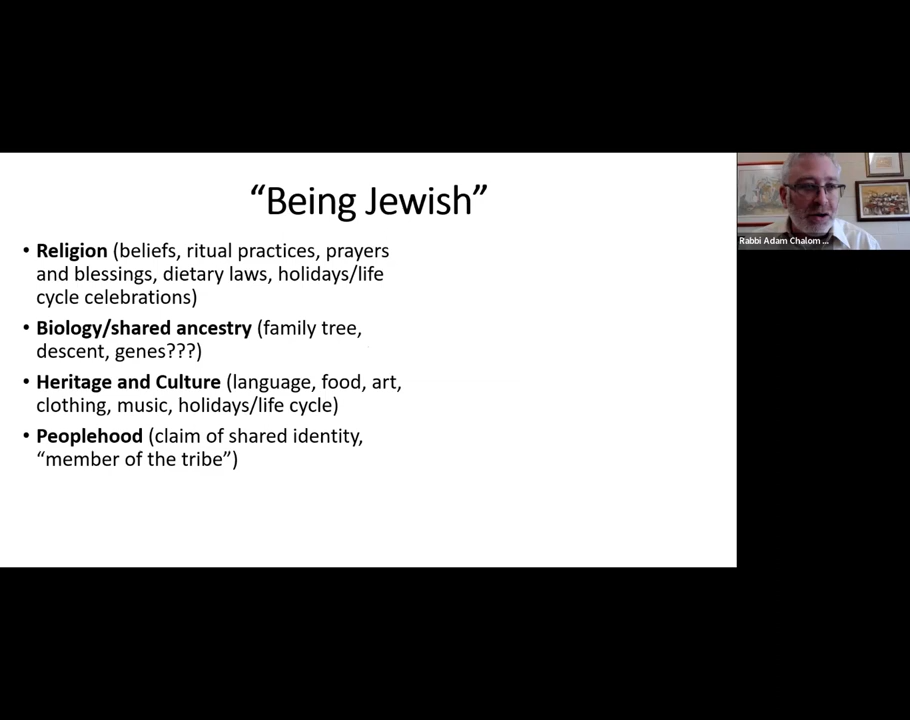 “Being Jewish”
• Religion (beliefs, ritual practices, prayers
and blessings, dietary laws, holidays/life
cycle celebrations)
• Biology/shared ancestry (family tree,
descent, genes???)
• Heritage and Culture (language, food, art,
clothing, music, holidays/life cycle)
• Peoplehood (claim of shared identity,
“member of the tribe”)
Rabbi Adam Chalom ...